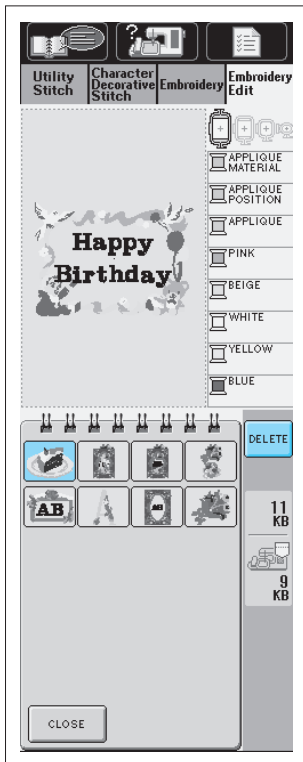 ?
Utility
Stitch
Character
Decorative
Stitch
Embroidery
Embroidery
Edit
APPLIQUE
MATERIAL
APPLIQUE
POSITION
APPLIQUE
PINK
BEIGE
WHITE
YELLOW
BLUE
Happy
Birthday
DELETE
AB
A
AB
11
KB
9
KB
CLOSE